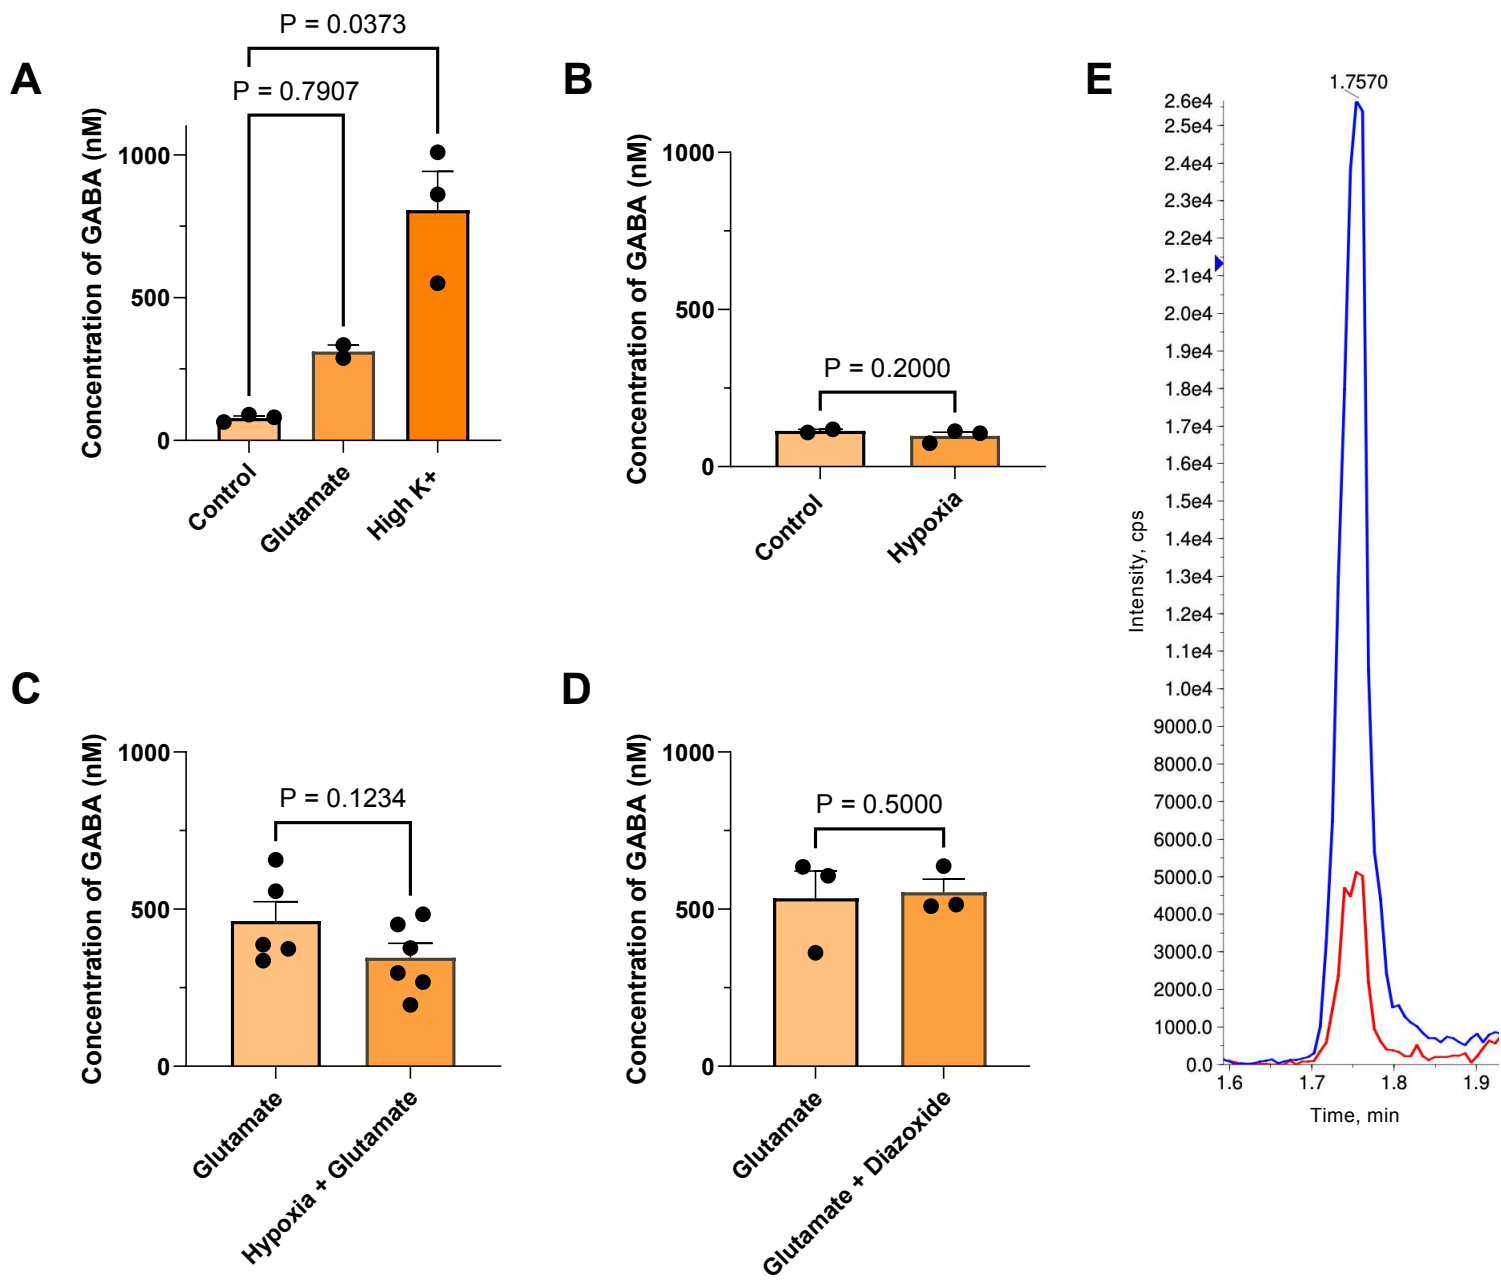 A
P = 0.0373
P = 0.7907
Concentration of GABA (nM)
1000
500
0
Control
Glutamate
High K+
B
Concentration of GABA (nM)
1000
500
0
P = 0.2000
Control
Hypoxia
C
Concentration of GABA (nM)
1000
500
0
P = 0.1234
Glutamate
Hypoxia + Glutamate
D
Concentration of GABA (nM)
1000
500
0
P = 0.5000
Glutamate
Glutamate + Diazoxide
E
1.7570
Intensity, cps
2.6e4
2.5e4
2.4e4
2.3e4
2.2e4
2.1e4
2.0e4
1.9e4
1.8e4
1.7e4
1.6e4
1.5e4
1.4e4
1.3e4
1.2e4
1.1e4
1.0e4
9000.0
8000.0
7000.0
6000.0
5000.0
4000.0
3000.0
2000.0
1000.0
0.0
1.6 1.7 1.8 1.9
Time, min